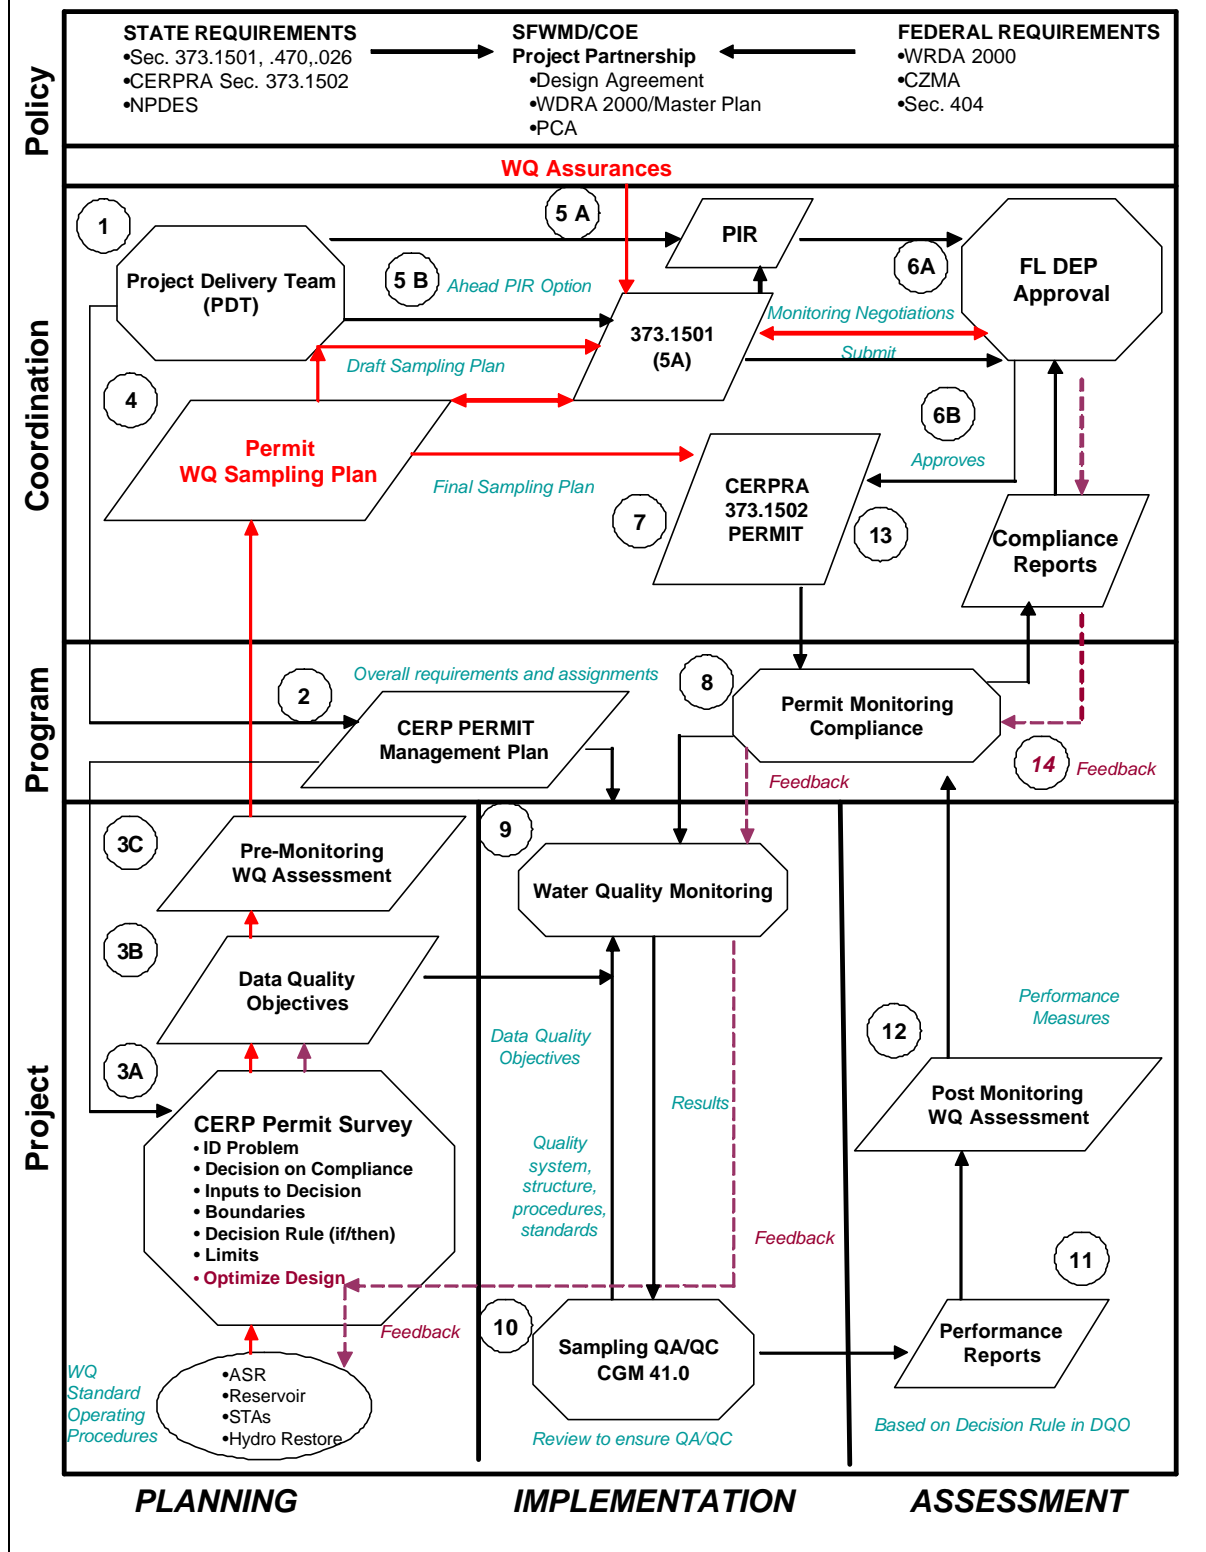 Policy
STATE REQUIREMENTS
•Sec. 373.1501, .470,.026
•CERPRA Sec. 373.1502
•NPDES
SFWMD/COE
Project Partnership
•Design Agreement
•WDRA 2000/Master Plan
•PCA
FEDERAL REQUIREMENTS
•WRDA 2000
•CZMA
•Sec. 404
WQ Assurances
Coordination
1
Project Delivery Team
(PDT)
5 A
5 B
Ahead PIR Option
PIR
6A
FL DEP
Approval
373.1501
(5A)
Monitoring Negotiations
Submit
Draft Sampling Plan
4
Permit
WQ Sampling Plan
Final Sampling Plan
6B
Approves
7
CERPRA
373.1502
PERMIT
13
Compliance
Reports
Program
Overall requirements and assignments
2
CERP PERMIT
Management Plan
8
Permit Monitoring
Compliance
Feedback
14
Feedback
Project
3C
Pre-Monitoring
WQ Assessment
3B
Data Quality
Objectives
3A
CERP Permit Survey
• ID Problem
• Decision on Compliance
• Inputs to Decision
• Boundaries
• Decision Rule (if/then)
• Limits
• Optimize Design
Feedback
WQ
Standard
Operating
Procedures
•ASR
•Reservoir
•STAs
•Hydro Restore
9
Water Quality Monitoring
Data Quality
Objectives
Results
Quality
system,
structure,
procedures,
standards
Feedback
10
Sampling QA/QC
CGM 41.0
Review to ensure QA/QC
Performance
Measures
12
Post Monitoring
WQ Assessment
11
Performance
Reports
Based on Decision Rule in DQO
PLANNING
IMPLEMENTATION
ASSESSMENT